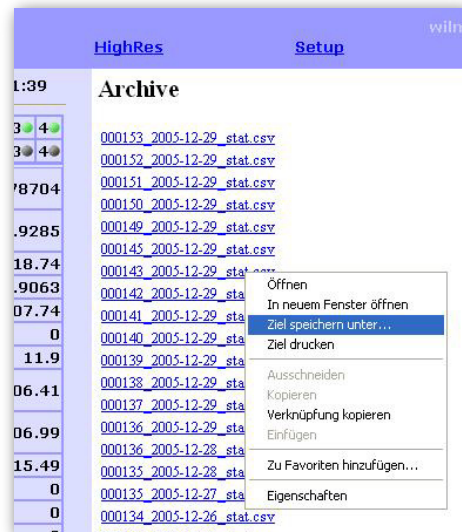 wilm
HighRes Setup
1:39
Archive
3 4
3 4
78704
.9285
18.74
.9063
07.74
0
11.9
06.41
06.99
15.49
0
0
000153_2005-12-29_stat.csv
000152_2005-12-29_stat.csv
000151_2005-12-29_stat.csv
000150_2005-12-29_stat.csv
000149_2005-12-29_stat.csv
000145_2005-12-29_stat.csv
000143_2005-12-29_stat.csv
000142_2005-12-29_sta
000141_2005-12-29_sta
000140_2005-12-29_sta
000139_2005-12-29_sta
000138_2005-12-29_sta
000137_2005-12-29_sta
000136_2005-12-29_sta
000136_2005-12-28_sta
000135_2005-12-28_sta
000135_2005-12-27_sta
000134_2005-12-26_stat.csv
Öffnen
In neuem Fenster öffnen
Ziel speichern unter...
Ziel drucken
Ausschneiden
Kopieren
Verknüpfung kopieren
Einfügen
Zu Favoriten hinzufügen...
Eigenschaften